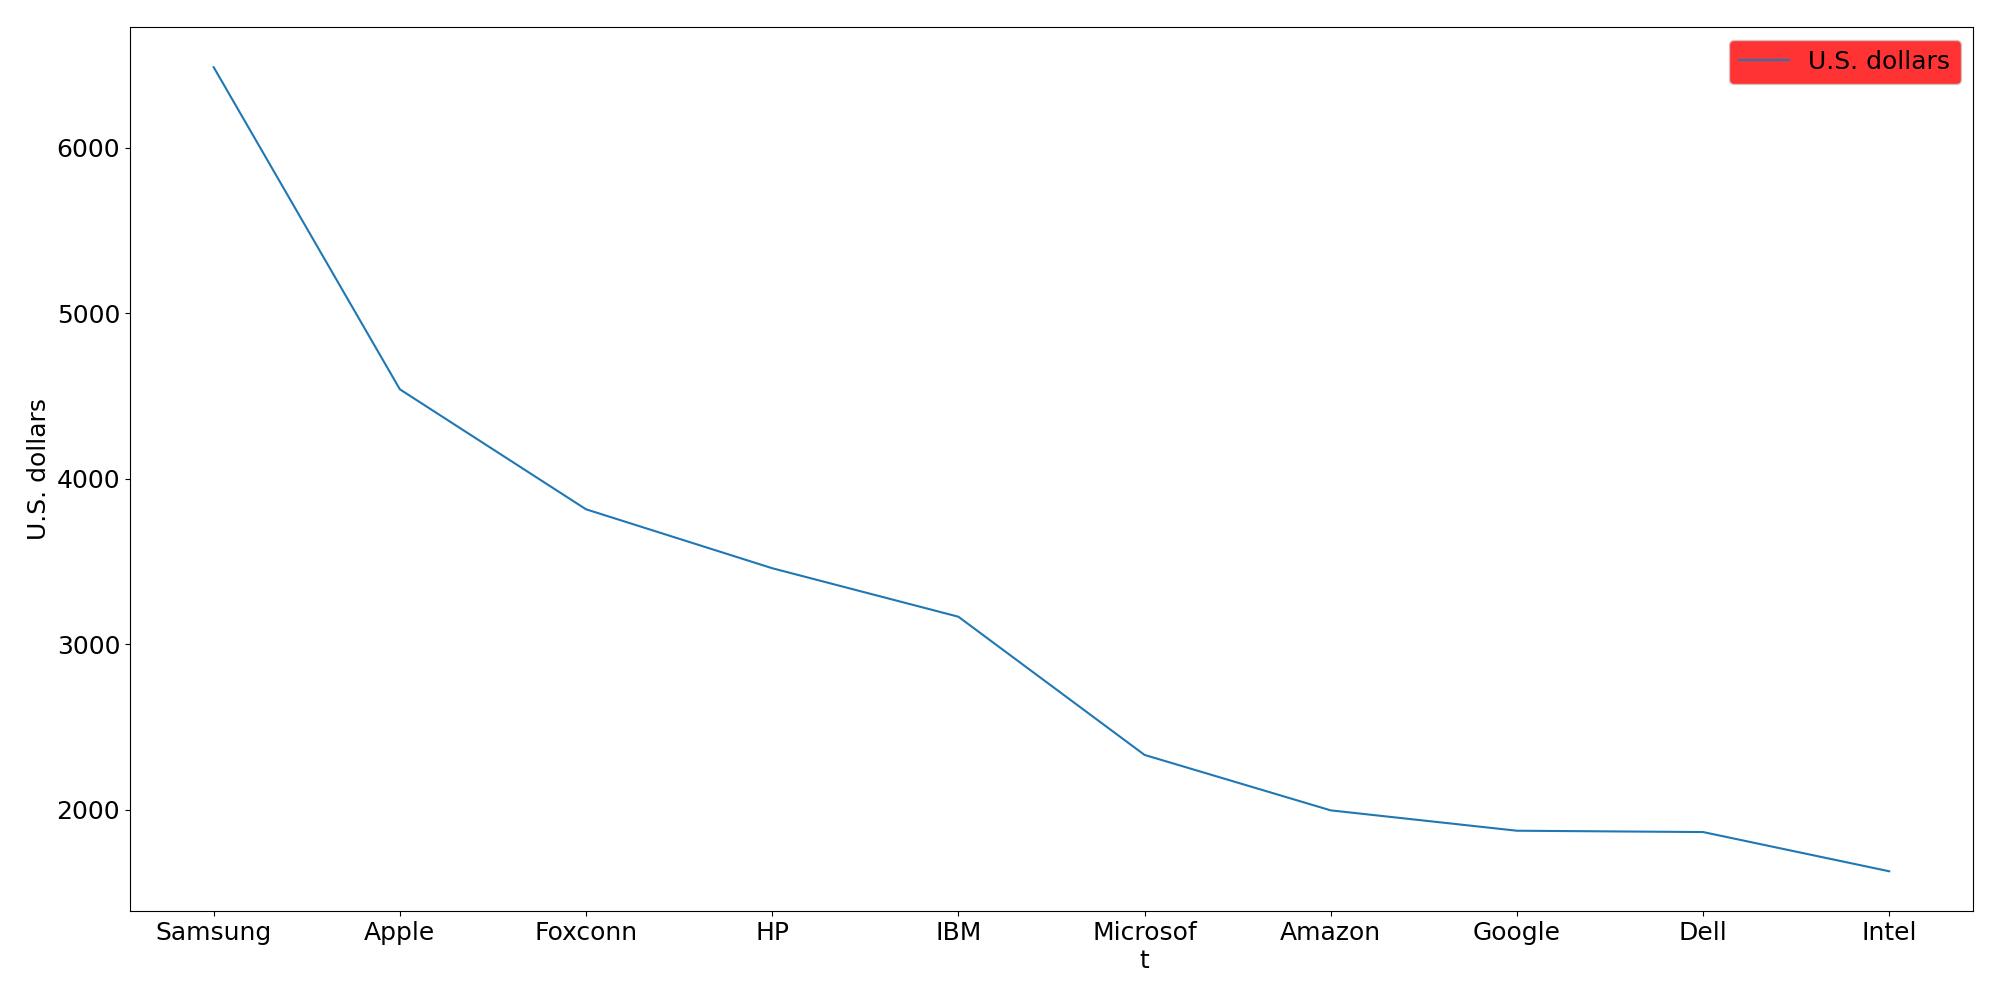 U.S. dollars
U.S. dollars
6000
5000
4000
3000
2000
Samsung Apple Foxconn HP IBM Microsof Amazon Google Dell Intel
t